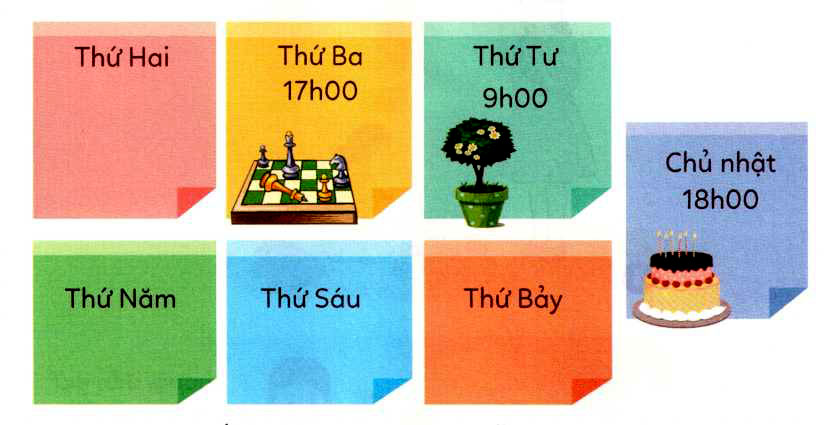 Thứ Hai
Thứ Ba
17h00
Thứ Tư
9h00
Chủ nhật
18h00
Thứ Năm
Thứ Sáu
Thứ Bảy